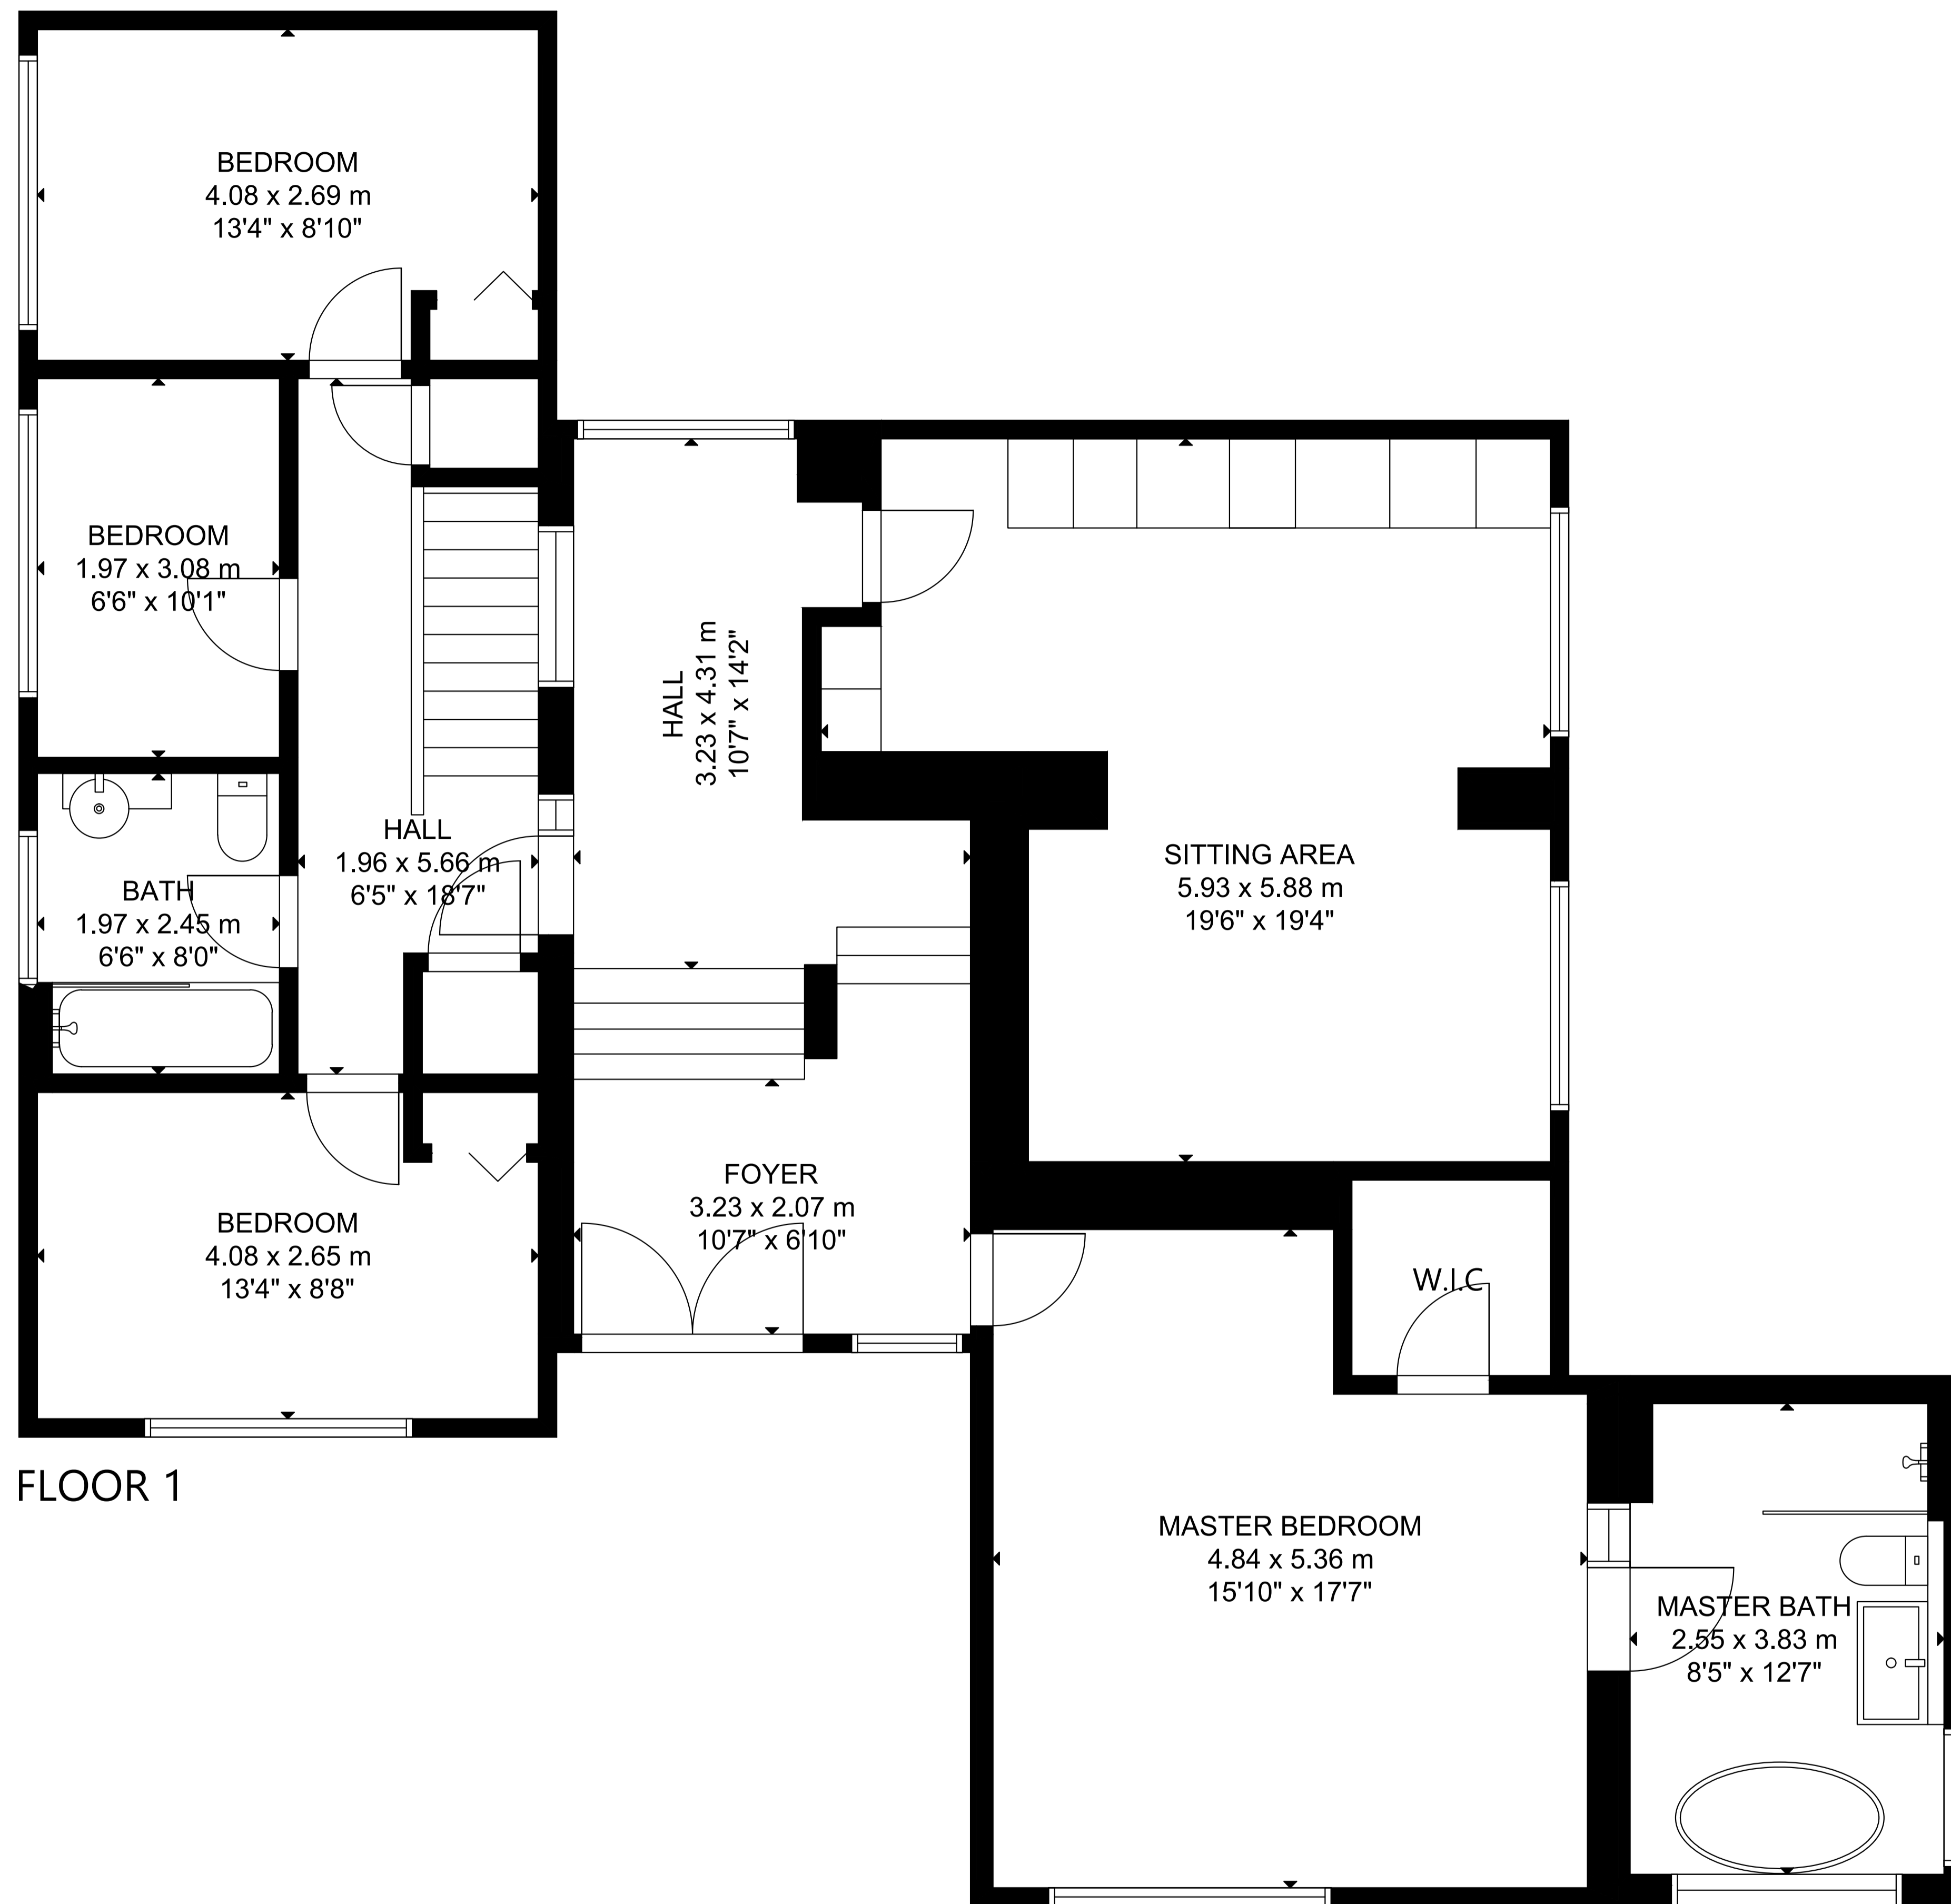 BEDROOM
4.08 x 2.69 m
13'4" x 8'10"
BEDROOM
1.97 x 3.08 m
6'6" x 10'1"
HALL
3.23 x 4.31 m
10'7" x 14'2"
HALL
1.96 x 5.66 m
6'5" x 18'7"
BATH
1.97 x 2.45 m
6'6" x 8'0"
SITTING AREA
5.93 x 5.88 m
19'6" x 19'4"
FOYER
3.23 x 2.07 m
10'7" x 6'10"
BEDROOM
4.08 x 2.65 m
13'4" x 8'8"
W.I.C
FLOOR 1
MASTER BEDROOM
4.84 x 5.36 m
15'10" x 17'7"
MASTER BATH
2.55 x 3.83 m
8'5" x 12'7"